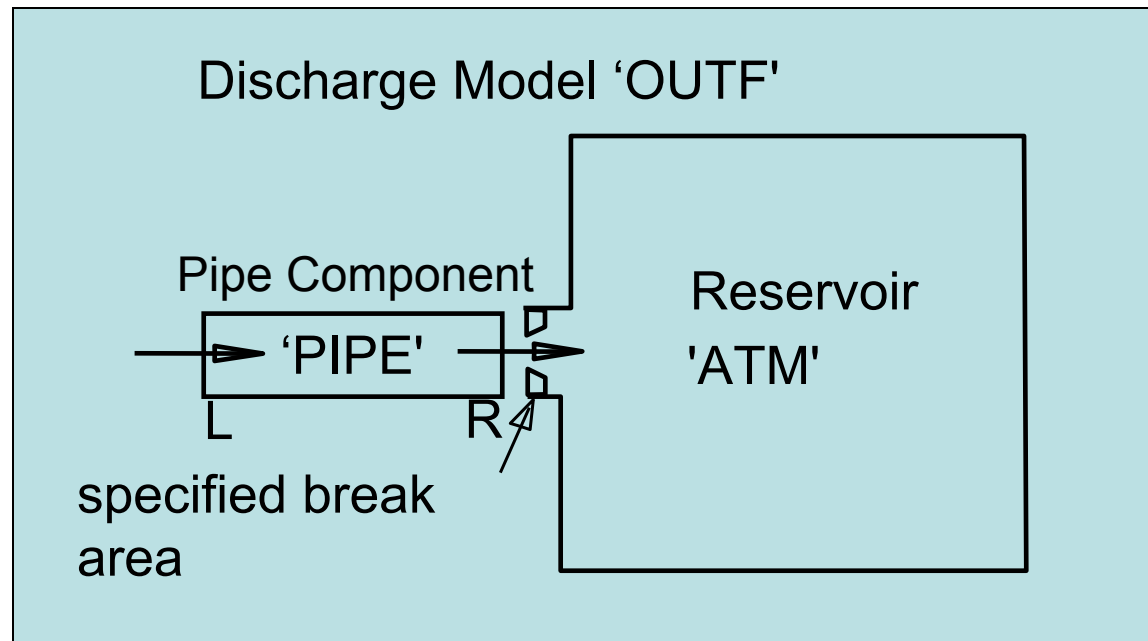 Discharge Model ‘OUTF'
Pipe Component
‘PIPE'
L
R
specified break
area
Reservoir
'ATM'